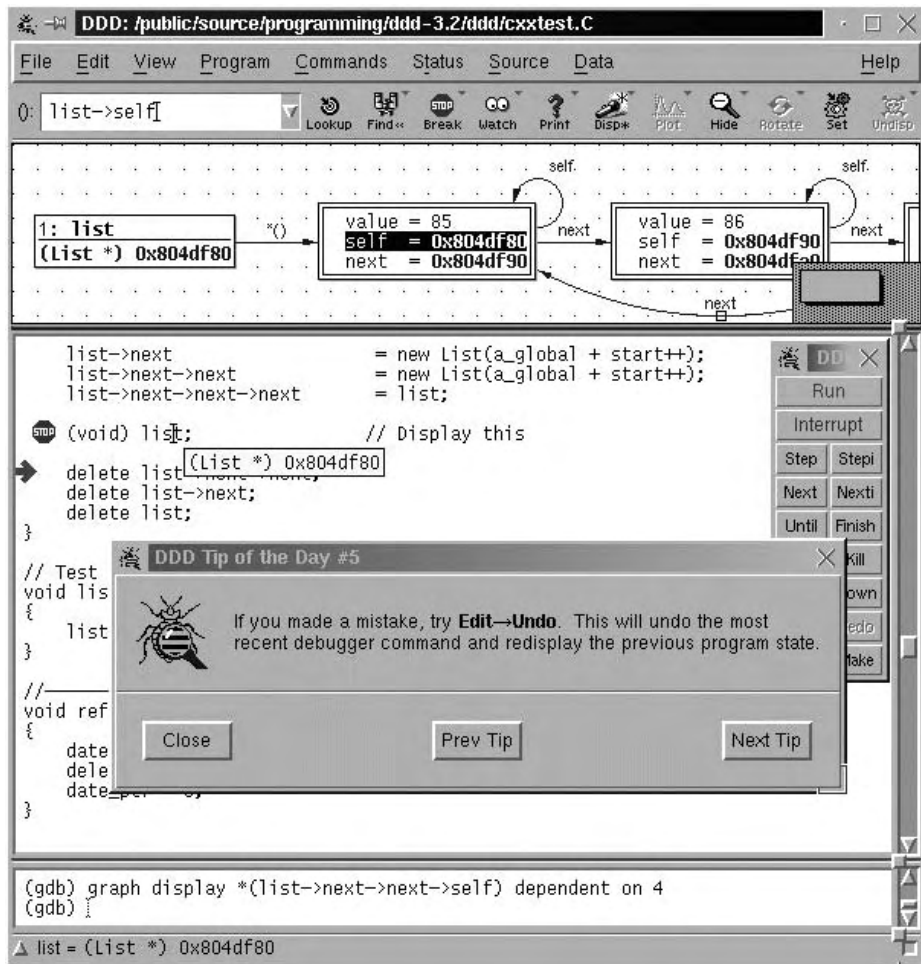 DDD: /public/source/programming/ddd-3.2/ddd/cxxtest.C
File Edit View Program Commands Status Source Data Help
(): list->self
Lookup Find<< Break Watch Print Disp* Plot Hide Rotate Set Undisp
STOP
self self
1: list
(List *) 0x804df80
*()
value = 85
self = 0x804df80
next = 0x804df90
next
value = 86
self = 0x804df90
next =
next
next
list->next = new List(a_global + start++);
list->next->next = new List(a_global + start++);
list->next->next->next = list;
STOP (void) list; // Display this
(List *) 0x804df80
delete list
delete list->next;
delete list;
}
// Test
void lis
{
list
}
//
void ref
{
date
dele
}
DDD
Run
Interrupt
Step Stepi
Next Nexti
Until Finish
Kill
own
edo
Make
DDD Tip of the Day #5
If you made a mistake, try Edit→Undo. This will undo the most
recent debugger command and redisplay the previous program state.
Close Prev Tip Next Tip
(gdb) graph display *(list->next->next->self) dependent on 4
(gdb)
list = (List *) 0x804df80